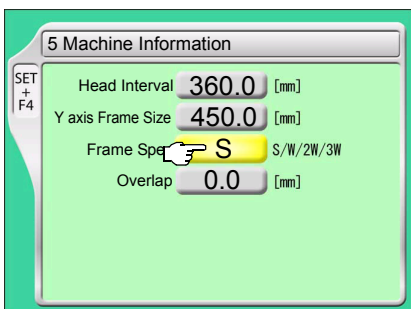 5 Machine Information
SET
+
F4
Head Interval 360.0 [mm]
Y axis Frame Size 450.0 [mm]
Frame Spec S S/W/2W/3W
Overlap 0.0 [mm]